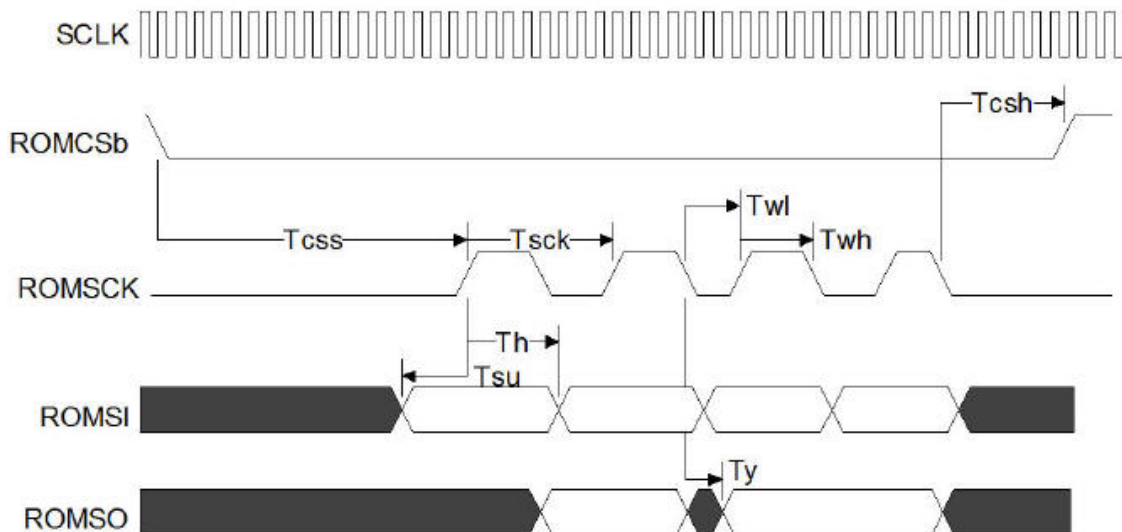 SCLK
Tcsh
ROMCSb
Twl
Tcss
Tsck
Twh
ROMSCK
Th
Tsu
ROMSI
Ty
ROMSO